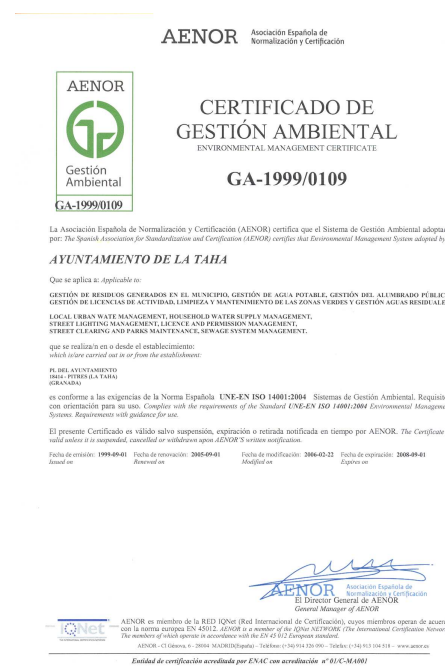 AENOR Asociación Española de
Normalización y Certificación
AENOR
Gestión
Ambiental
GA-1999/0109
CERTIFICADO DE
GESTIÓN AMBIENTAL
ENVIRONMENTAL MANAGEMENT CERTIFICATE
GA-1999/0109
La Asociación Española de Normalización y Certificación (AENOR) certifica que el Sistema de Gestión Ambiental adopta
por: The Spanish Association for Standardization and Certification (AENOR) certifies that Environmental Management System adopted by
AYUNTAMIENTO DE LA TAHA
Que se aplica a: Applicable to:
GESTIÓN DE RESIDUOS GENERADOS EN EL MUNICIPIO, GESTIÓN DE AGUA POTABLE, GESTIÓN DEL ALUMBRADO PÚBLIC
GESTIÓN DE LICENCIAS DE ACTIVIDAD, LIMPIEZA Y MANTENIMIENTO DE LAS ZONAS VERDES Y GESTIÓN AGUAS RESIDUALE
LOCAL URBAN WATE MANAGEMENT, HOUSEHOLD WATER SUPPLY MANAGEMENT,
STREET LIGHTING MANAGEMENT, LICENCE AND PERMISSION MANAGEMENT,
STREET CLEARING AND PARKS MAINTENANCE, SEWAGE SYSTEM MANAGEMENT.
que se realiza/n en o desde el establecimiento:
which is/are carried out in or from the establishment:
PL DEL AYUNTAMIENTO
18414 - PITRES (LA TAHA)
(GRANADA)
es conforme a las exigencias de la Norma Española UNE-EN ISO 14001:2004 Sistemas de Gestión Ambiental. Requisit
con orientación para su uso. Complies with the requirements of the Standard UNE-EN ISO 14001:2004 Environmental Manageme
Systems: Requirements with guidance for use.
El presente Certificado es válido salvo suspensión, expiración o retirada notificada en tiempo por AENOR. The Certificate
valid unless it is suspended, cancelled or withdrawn upon AENOR'S written notification.
Fecha de emisión: 1999-09-01 Fecha de renovación: 2005-09-01 Fecha de modificación: 2006-02-22 Fecha de expiración: 2008-09-01
Issued on Renewed on Modified on Expires on
AENOR Asociación Española de
Normalización y Certificación
El Director General de AENOR
General Manager of AENOR
IQNet
AENOR es miembro de la RED IQNet (Red Internacional de Certificación), cuyos miembros operan de acuer
con la norma europea EN 45012. AENOR is a member of the IQNet NETWORK (The International Certification Networ
The members of which operate in accordance with the EN 45 012 European standard.
AENOR – C/ Génova, 6 - 28004 MADRID(España) – Teléfono: (+34) 914 326 090 – Telefax: (+34) 913 104 518 – www.aenor.es
Entidad de certificación acreditada por ENAC con acreditación nº 01/C-MA001